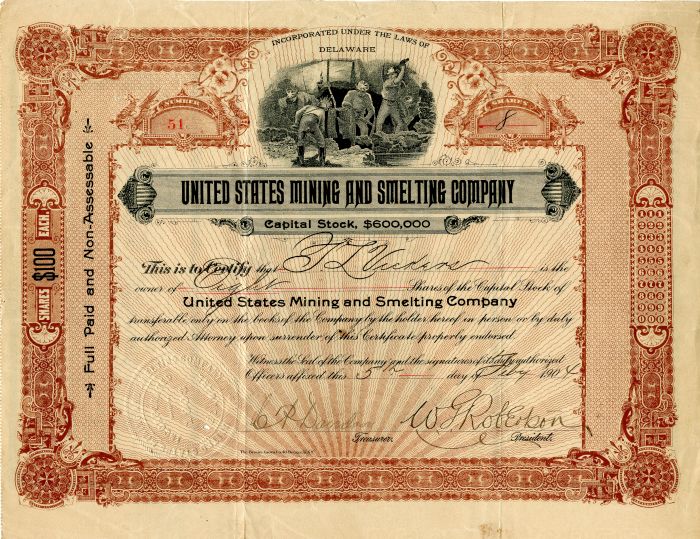 INCORPORATED UNDER THE LAWS OF
DELAWARE
NUMBER
51
SHARES
8
UNITED STATES MINING AND SMELTING COMPANY
Capital Stock, $600,000
Full Paid and Non-Assessable
SHARES $100 EACH.
This is to Certify that F L Vickers is the
owner of Eight Shares of the Capital Stock of
United States Mining and Smelting Company
transferable only on the books of the Company by the holder hereof in person or by duly
authorized Attorney upon surrender of this Certificate properly endorsed.
Witness the Seal of the Company and the signatures of its duly authorized
Officers affixed this 5th day of July 1904
Treasurer.
W S Robertson
President.